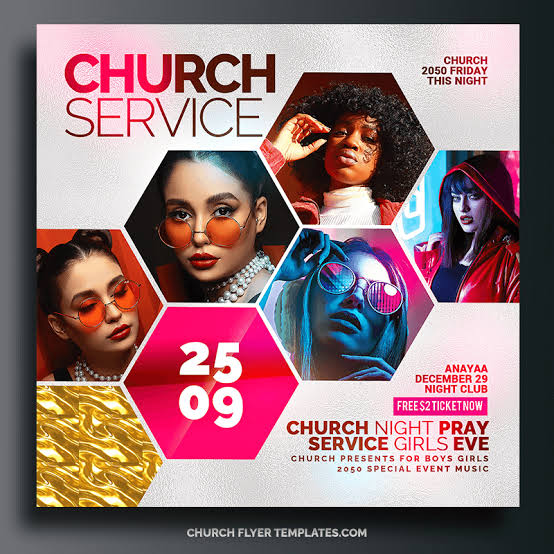 CHURCH
SERVICE
CHURCH
2050 FRIDAY
THIS NIGHT
25
09
ANAYAA
DECEMBER 29
NIGHT CLUB
FREE $2 TICKET NOW
CHURCH NIGHT PRAY
SERVICE GIRLS EVE
CHURCH PRESENTS FOR BOYS GIRLS
2050 SPECIAL EVENT MUSIC
CHURCH FLYER TEMPLATES.COM